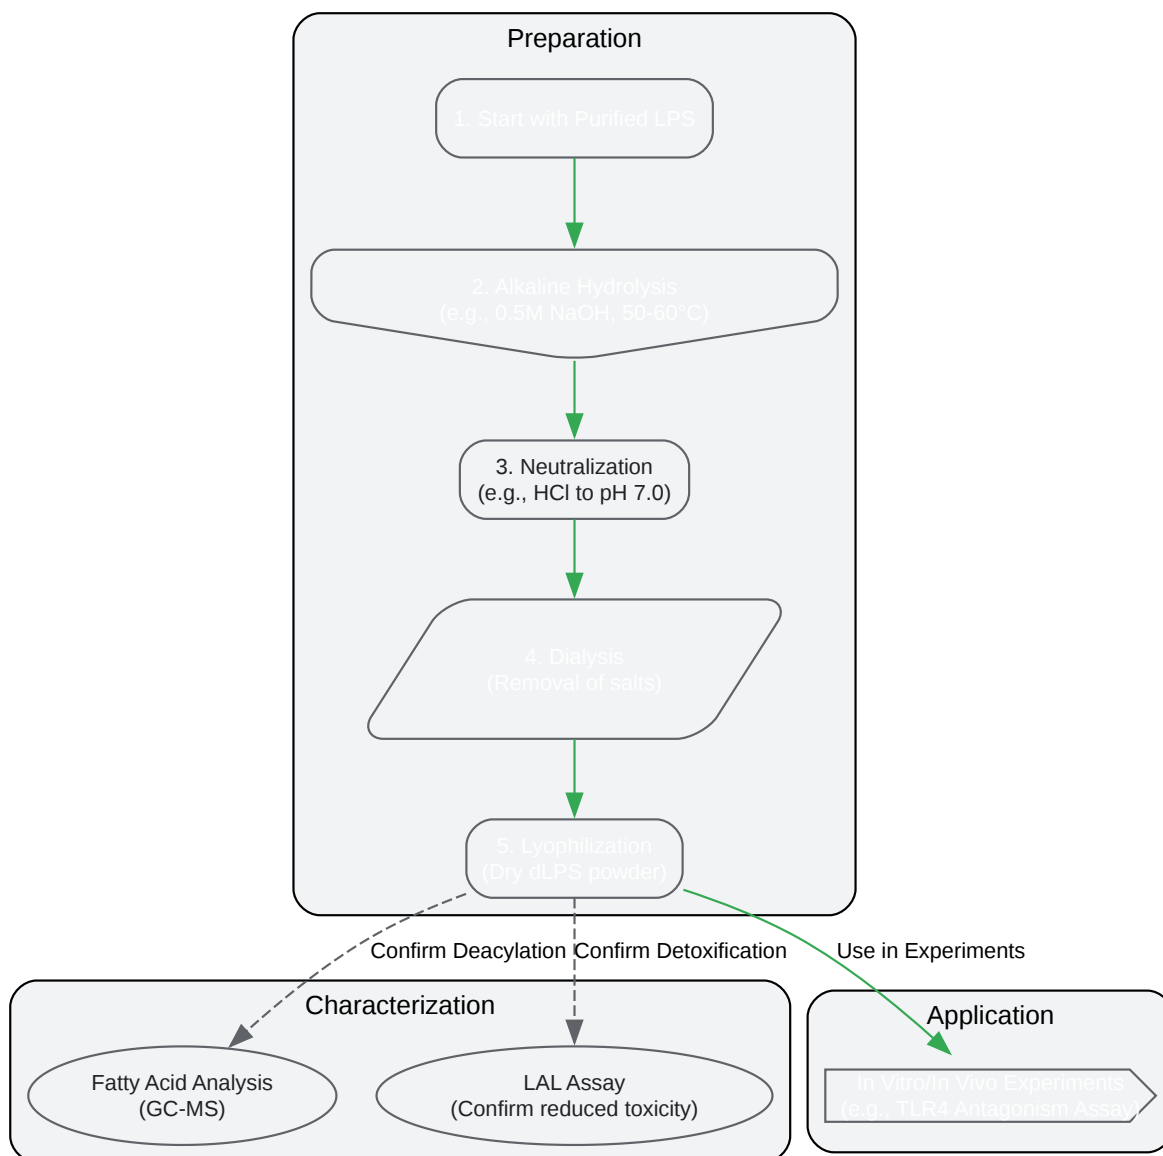 Preparation
1. Start with Purified LPS
2. Alkaline Hydrolysis
(e.g., 0.5M NaOH, 50-60°C)
3. Neutralization
(e.g., HCl to pH 7.0)
4. Dialysis
(Removal of salts)
5. Lyophilization
(Dry dLPS powder)
Confirm Deacylation
Confirm Detoxification
Use in Experiments
Characterization
Fatty Acid Analysis
(GC-MS)
LAL Assay
(Confirm reduced toxicity)
Application
In Vitro/In Vivo Experiments
(e.g., TLR4 Antagonism Assay)